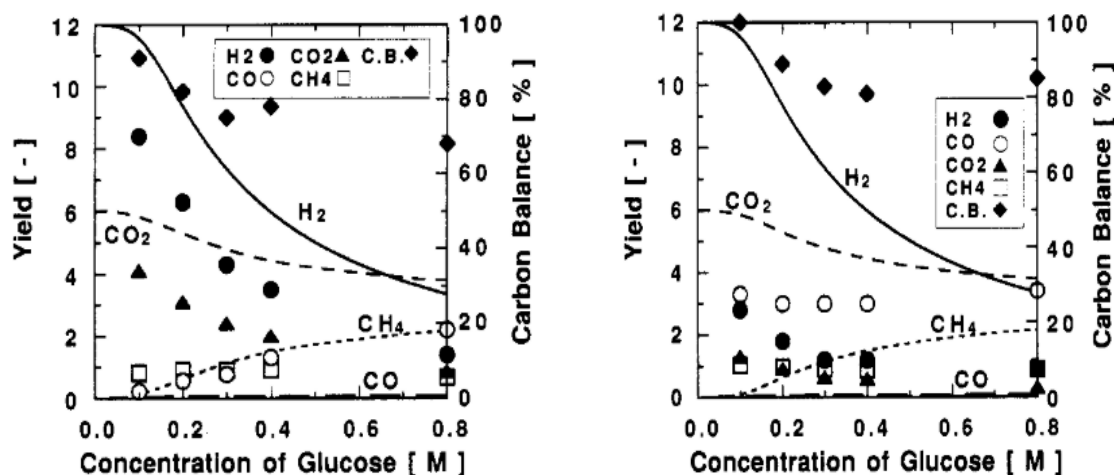 12
10
8
6
4
2
0
Yield [ - ]
H2 CO2 C.B.
CO CH4
H2
CO2
CH4
CO
100
80
60
40
20
0
Carbon Balance [ % ]
0.0 0.2 0.4 0.6 0.8
Concentration of Glucose [ M ]
12
10
8
6
4
2
0
Yield [ - ]
H2
CO
CO2
CH4
C.B.
H2
CO2
CH4
CO
100
80
60
40
20
0
Carbon Balance [ % ]
0.0 0.2 0.4 0.6 0.8
Concentration of Glucose [ M ]